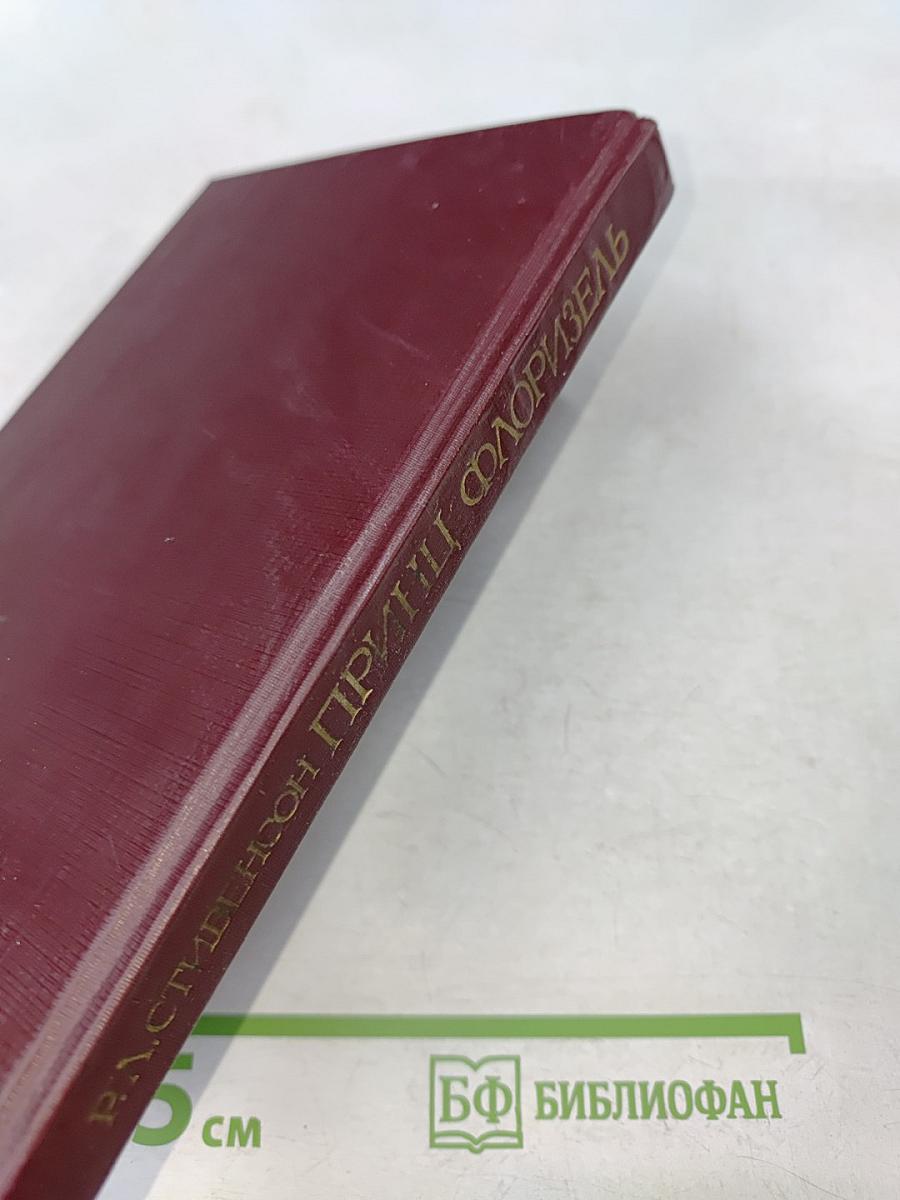 Р. Л. СТИВЕНСОН ПРИНЦ ФЛОРИЗЕЛЬ
5 см
БФ БИБЛИОФАН